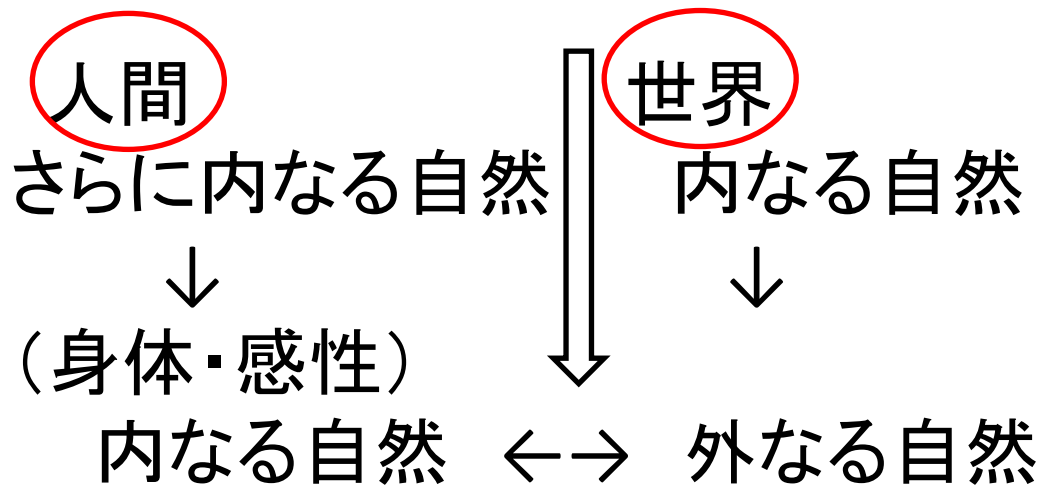 人間 世界
さらに内なる自然 内なる自然
↓ ↓
（身体・感性）
内なる自然 ←→ 外なる自然